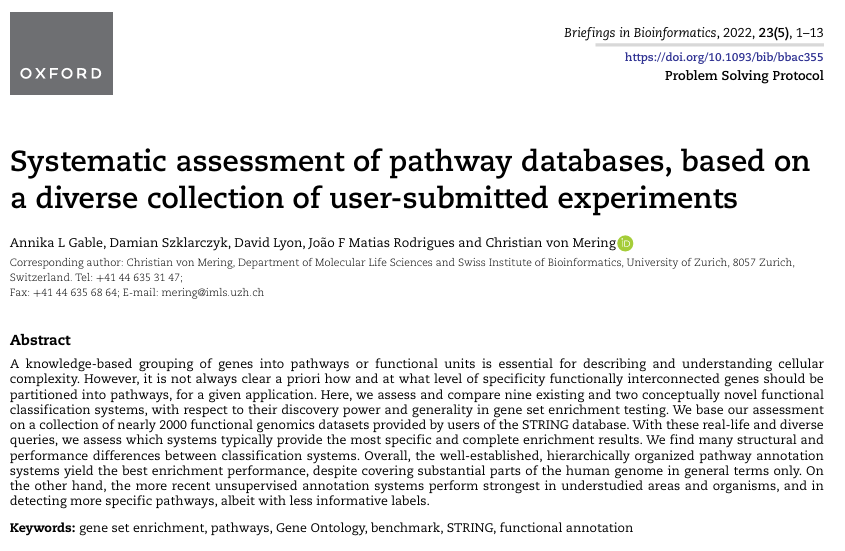 OXFORD
Briefings in Bioinformatics, 2022, 23(5), 1–13
https://doi.org/10.1093/bib/bbac355
Problem Solving Protocol
Systematic assessment of pathway databases, based on
a diverse collection of user-submitted experiments
Annika L Gable, Damian Szklarczyk, David Lyon, João F Matias Rodrigues and Christian von Mering iD
Corresponding author: Christian von Mering, Department of Molecular Life Sciences and Swiss Institute of Bioinformatics, University of Zurich, 8057 Zurich,
Switzerland. Tel: +41 44 635 31 47;
Fax: +41 44 635 68 64; E-mail: mering@imls.uzh.ch
Abstract
A knowledge-based grouping of genes into pathways or functional units is essential for describing and understanding cellular
complexity. However, it is not always clear a priori how and at what level of specificity functionally interconnected genes should be
partitioned into pathways, for a given application. Here, we assess and compare nine existing and two conceptually novel functional
classification systems, with respect to their discovery power and generality in gene set enrichment testing. We base our assessment
on a collection of nearly 2000 functional genomics datasets provided by users of the STRING database. With these real-life and diverse
queries, we assess which systems typically provide the most specific and complete enrichment results. We find many structural and
performance differences between classification systems. Overall, the well-established, hierarchically organized pathway annotation
systems yield the best enrichment performance, despite covering substantial parts of the human genome in general terms only. On
the other hand, the more recent unsupervised annotation systems perform strongest in understudied areas and organisms, and in
detecting more specific pathways, albeit with less informative labels.
Keywords: gene set enrichment, pathways, Gene Ontology, benchmark, STRING, functional annotation